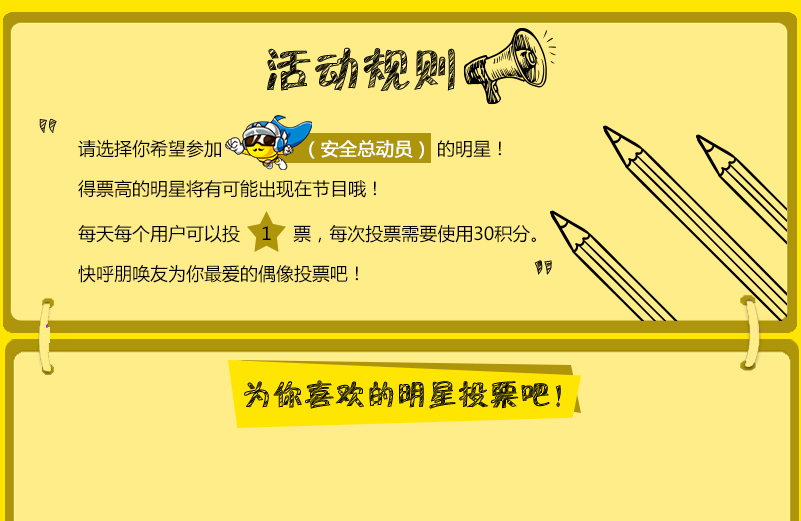 活动规则
请选择你希望参加（安全总动员）的明星！
得票高的明星将有可能出现在节目哦！
每天每个用户可以投 1 票，每次投票需要使用30积分。
快呼朋唤友为你最爱的偶像投票吧！
为你喜欢的明星投票吧！